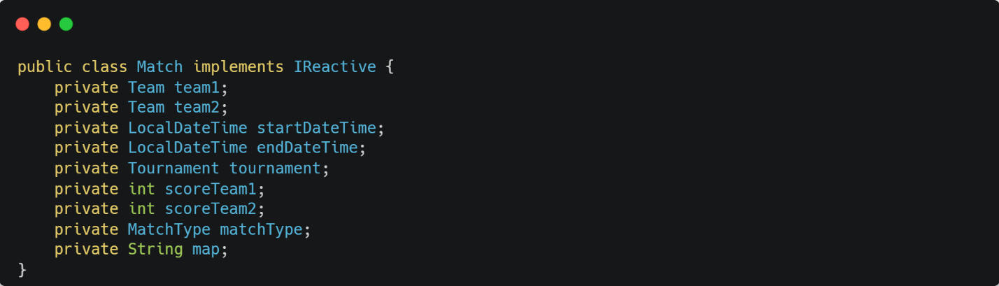 public class Match implements IReactive {
    private Team team1;
    private Team team2;
    private LocalDateTime startDateTime;
    private LocalDateTime endDateTime;
    private Tournament tournament;
    private int scoreTeam1;
    private int scoreTeam2;
    private MatchType matchType;
    private String map;
}